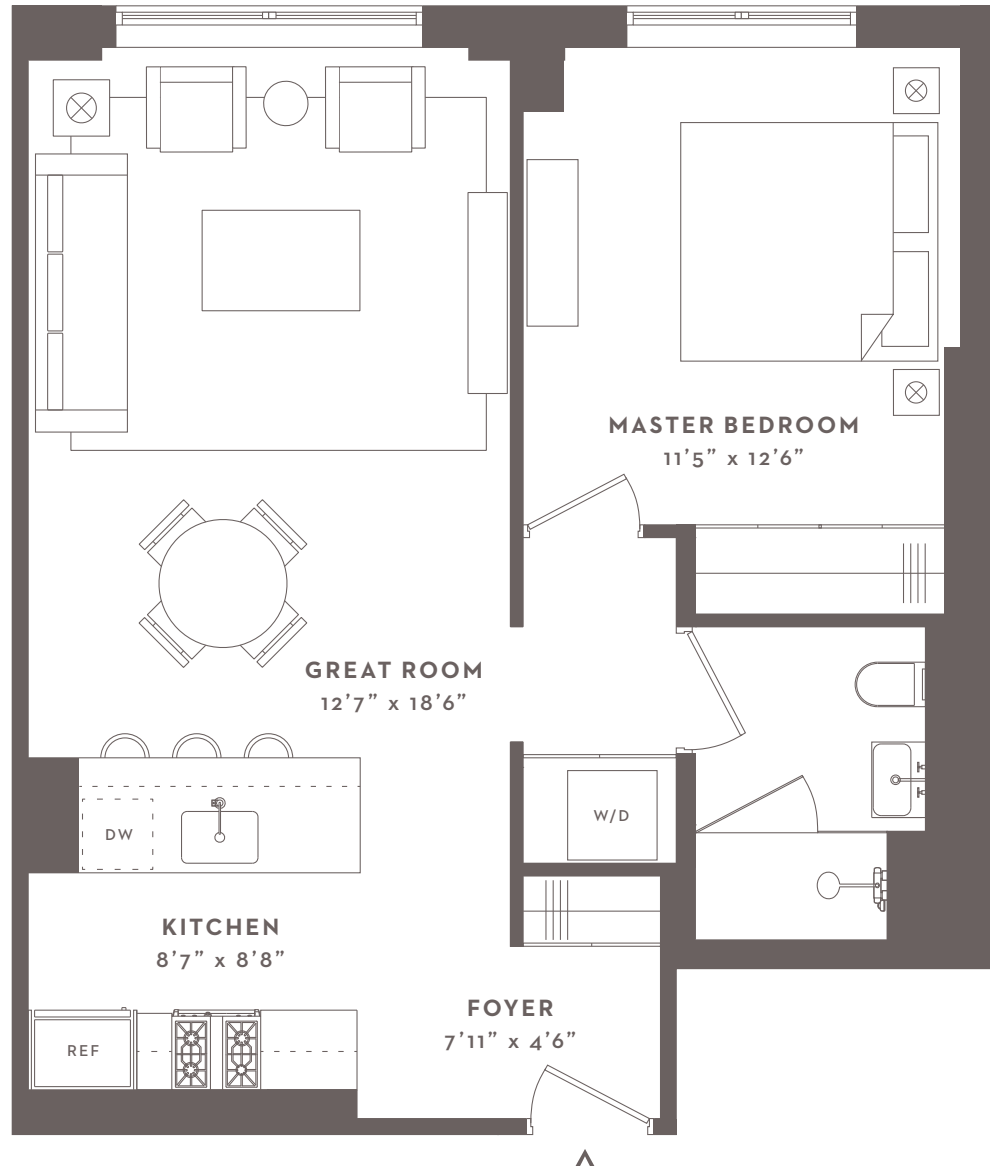 MASTER BEDROOM
11’5” x 12’6”
GREAT ROOM
12’7” x 18’6”
W/D
DW
KITCHEN
8’7” x 8’8”
FOYER
7’11” x 4’6”
REF